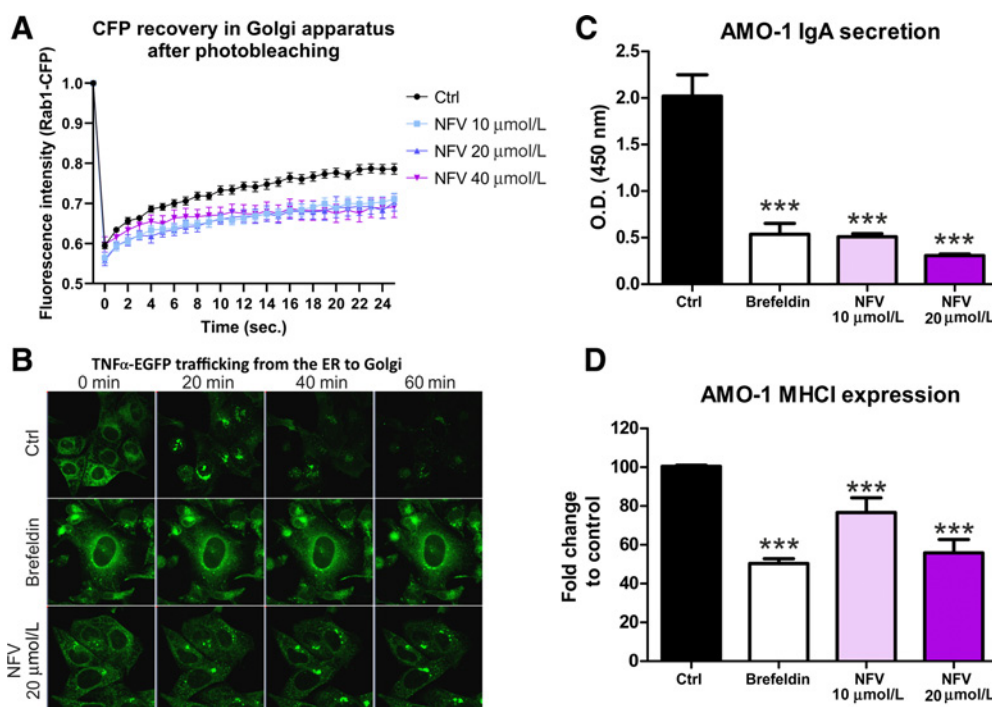 A
CFP recovery in Golgi apparatus
after photobleaching
Fluorescence intensity (Rab1-CFP)
1.0
0.9
0.8
0.7
0.6
0.5
0 2 4 6 8 10 12 14 16 18 20 22 24
Time (sec.)
Ctrl
NFV 10 μmol/L
NFV 20 μmol/L
NFV 40 μmol/L
B
TNFα-EGFP trafficking from the ER to Golgi
0 min 20 min 40 min 60 min
Ctrl
Brefeldin
NFV
20 μmol/L
C
AMO-1 IgA secretion
O.D. (450 nm)
2.5
2.0
1.5
1.0
0.5
0.0
*** *** ***
Ctrl Brefeldin NFV NFV
10 μmol/L 20 μmol/L
D
AMO-1 MHCI expression
Fold change
to control
120
100
80
60
40
20
0
*** *** ***
Ctrl Brefeldin NFV NFV
10 μmol/L 20 μmol/L